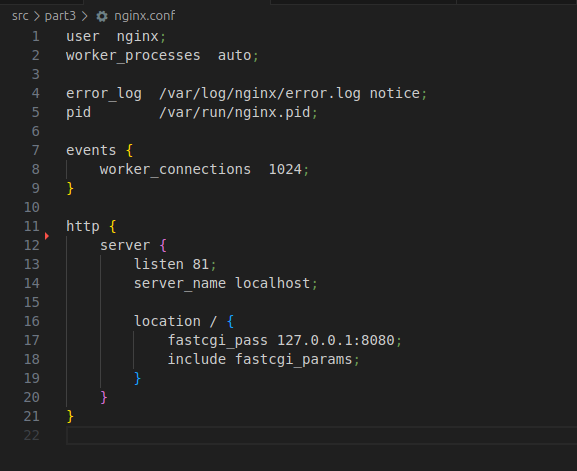 src > part3 > nginx.conf
1 user  nginx;
2 worker_processes  auto;
3
4 error_log  /var/log/nginx/error.log notice;
5 pid        /var/run/nginx.pid;
6
7 events {
8     worker_connections  1024;
9 }
10
11 http {
12     server {
13         listen 81;
14         server_name localhost;
15
16         location / {
17             fastcgi_pass 127.0.0.1:8080;
18             include fastcgi_params;
19         }
20     }
21 }
22